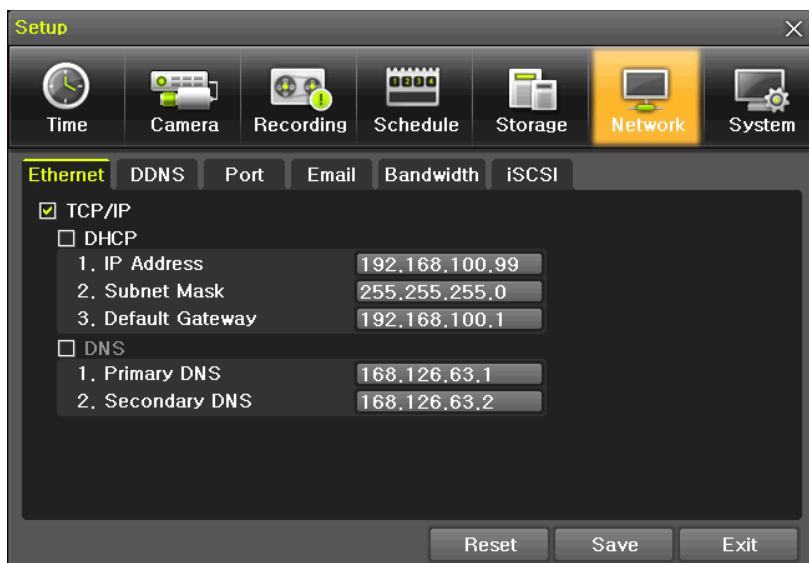 Setup
Time Camera Recording Schedule Storage Network System
Ethernet DDNS Port Email Bandwidth iSCSI
TCP/IP
DHCP
1. IP Address 192.168.100.99
2. Subnet Mask 255.255.255.0
3. Default Gateway 192.168.100.1
DNS
1. Primary DNS 168.126.63.1
2. Secondary DNS 168.126.63.2
Reset Save Exit